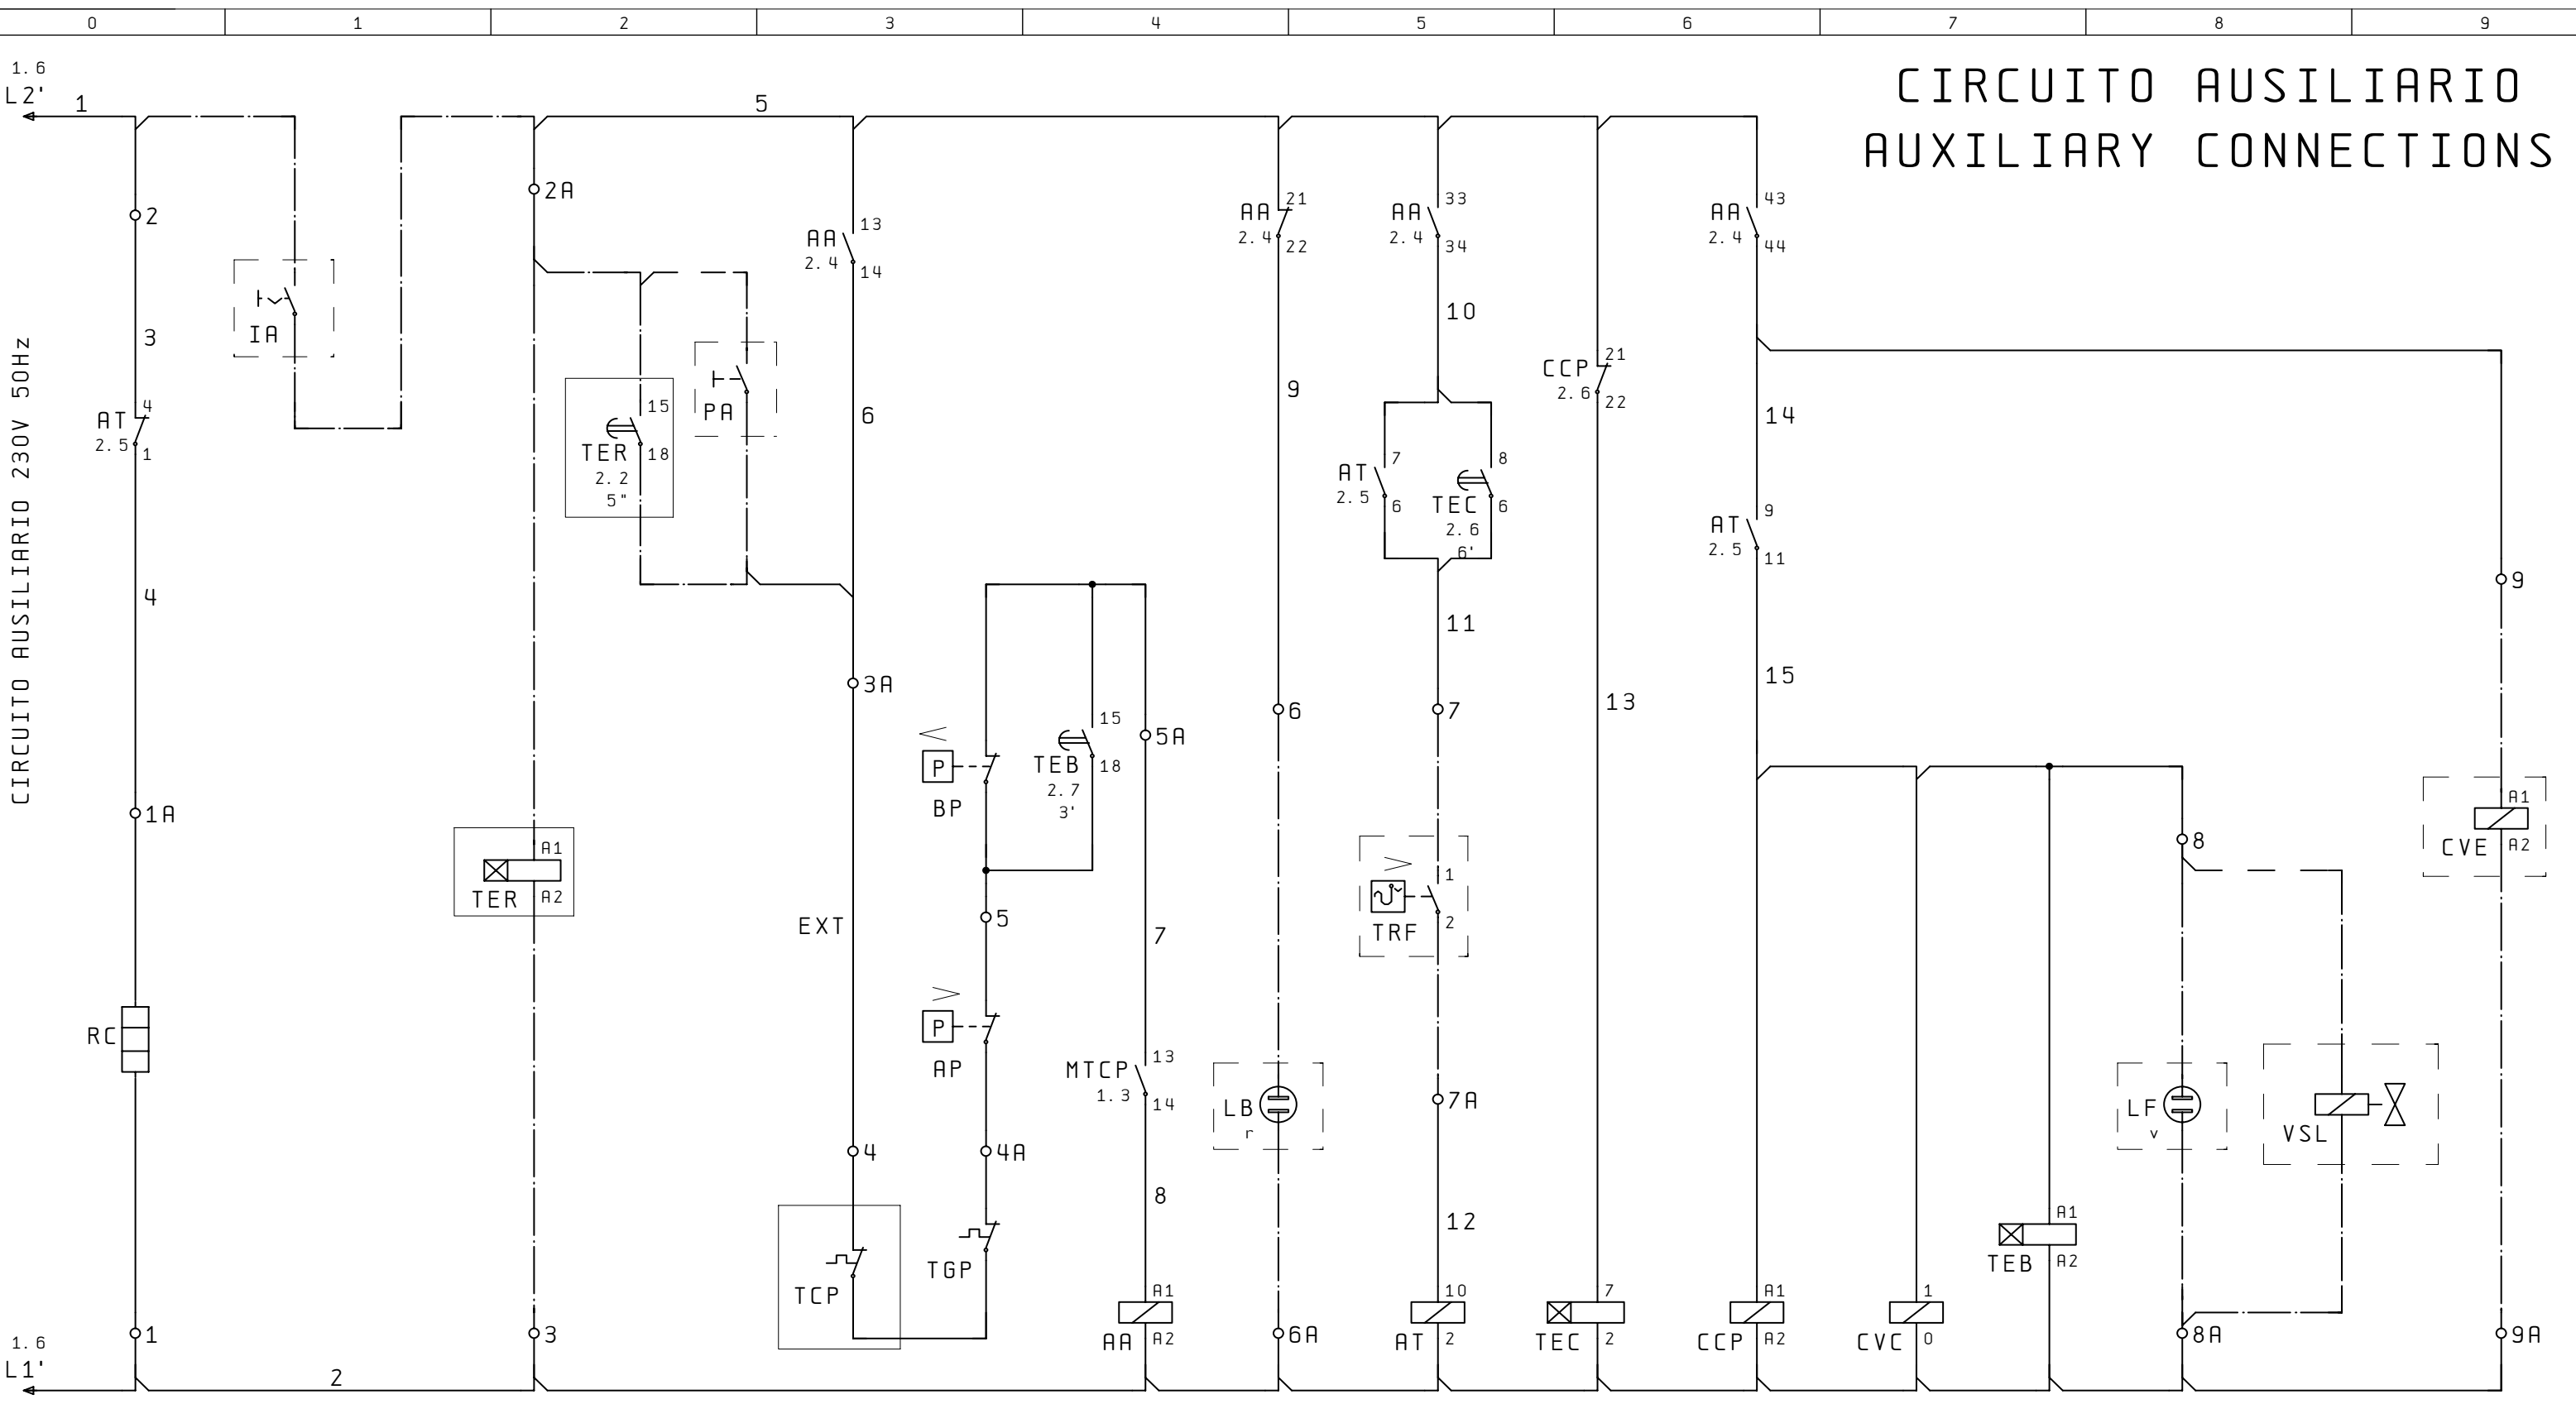 0 1 2 3 4 5 6 7 8 9
CIRCUITO AUSILIARIO
AUXILIARY CONNECTIONS
CIRCUITO AUSILIARIO 230V 50Hz
1.6
L2'
1
5
2
3
4
AT
2.5
1
4
1A
RC
1
1.6
L1'
2
IA
2A
15
TER
18
2.2
5"
PA
A1
TER
A2
3
13
AA
2.4
14
6
3A
EXT
4
TCP
<
P
BP
15
TEB
18
2.7
3'
5
>
P
AP
4A
TGP
5A
7
13
MTCP
1.3
14
8
A1
AA
A2
21
AA
2.4
22
9
6
LB
r
6A
33
AA
2.4
34
10
7
AT
2.5
6
8
TEC
6
2.6
6'
11
7
>
1
TRF
2
7A
12
10
AT
2
21
CCP
2.6
22
13
7
TEC
2
43
AA
2.4
44
14
9
AT
2.5
11
15
A1
CCP
A2
1
CVC
0
A1
TEB
A2
8
LF
v
8A
VSL
9
A1
CVE
A2
9A